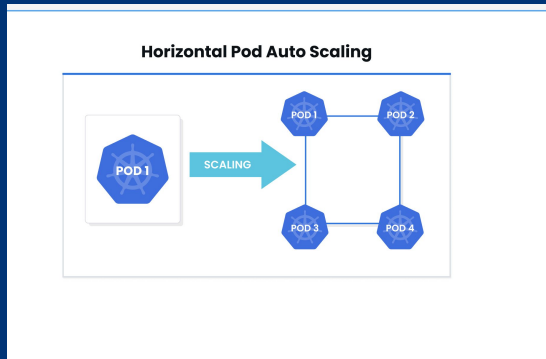 Horizontal Pod Auto Scaling
POD 1
SCALING
POD 1
POD 2
POD 3
POD 4